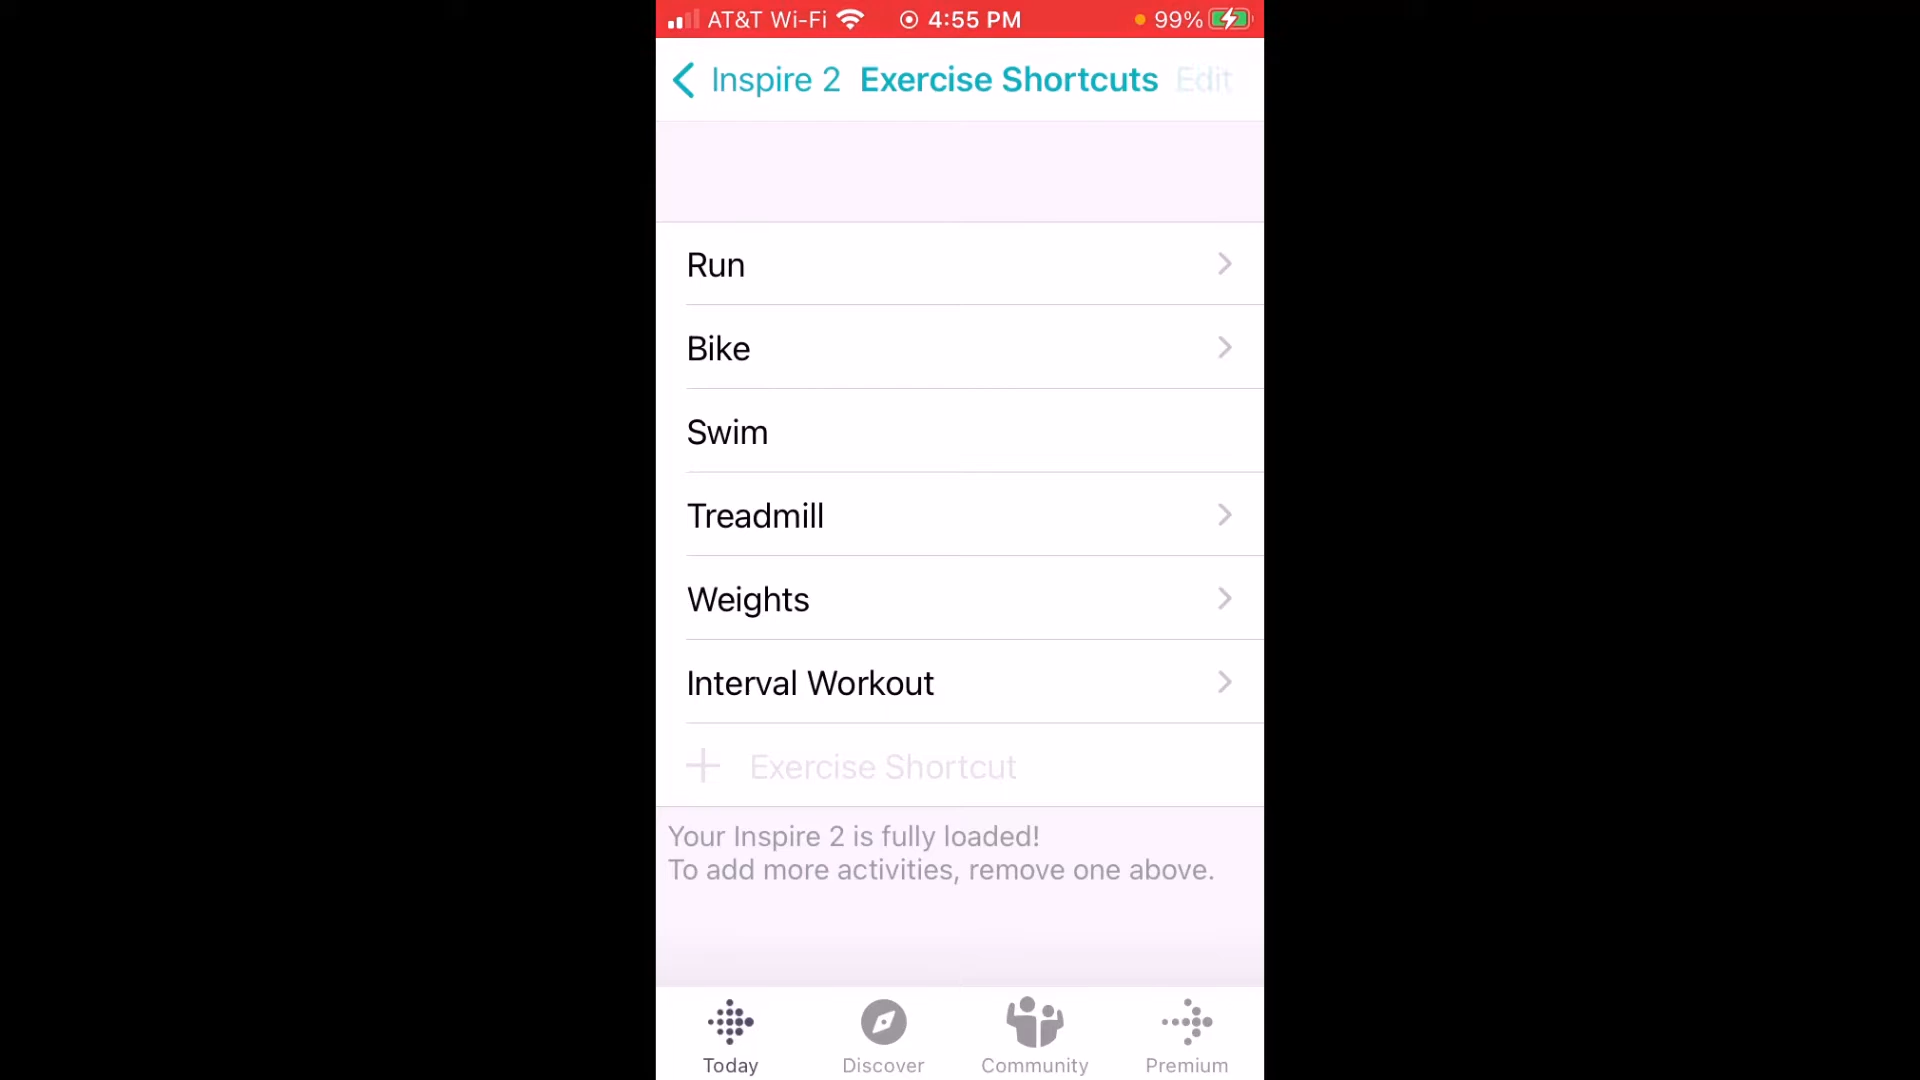 AT&T Wi-Fi 4:55 PM 99%
Inspire 2 Exercise Shortcuts Edit
Run
Bike
Swim
Treadmill
Weights
Interval Workout
+ Exercise Shortcut
Your Inspire 2 is fully loaded!
To add more activities, remove one above.
Today Discover Community Premium